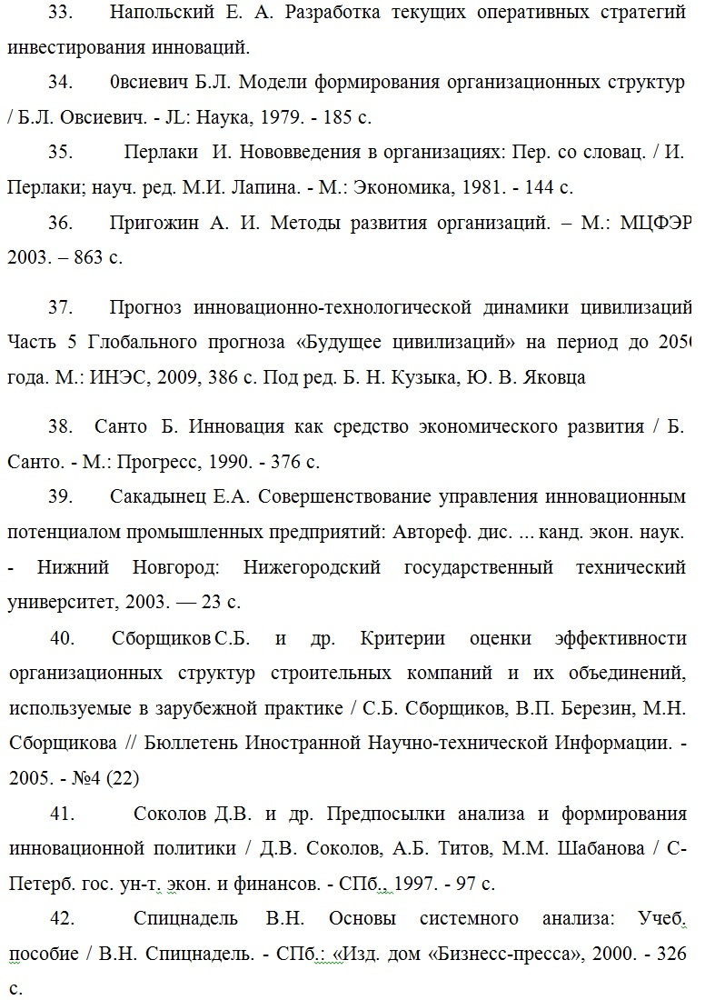 33. Напольский Е. А. Разработка текущих оперативных стратегий
инвестирования инноваций.
34. 0всиевич Б.Л. Модели формирования организационных структур
/ Б.Л. Овсиевич. - JL: Наука, 1979. - 185 с.
35. Перлаки И. Нововведения в организациях: Пер. со словац. / И.
Перлаки; науч. ред. М.И. Лапина. - М.: Экономика, 1981. - 144 с.
36. Пригожин А. И. Методы развития организаций. – М.: МЦФЭР
2003. – 863 с.
37. Прогноз инновационно-технологической динамики цивилизаций
Часть 5 Глобального прогноза «Будущее цивилизаций» на период до 2050
года. М.: ИНЭС, 2009, 386 с. Под ред. Б. Н. Кузыка, Ю. В. Яковца
38. Санто Б. Инновация как средство экономического развития / Б.
Санто. - М.: Прогресс, 1990. - 376 с.
39. Сакадынец Е.А. Совершенствование управления инновационным
потенциалом промышленных предприятий: Автореф. дис. ... канд. экон. наук.
- Нижний Новгород: Нижегородский государственный технический
университет, 2003. — 23 с.
40. Сборщиков С.Б. и др. Критерии оценки эффективности
организационных структур строительных компаний и их объединений,
используемые в зарубежной практике / С.Б. Сборщиков, В.П. Березин, М.Н.
Сборщикова // Бюллетень Иностранной Научно-технической Информации. -
2005. - №4 (22)
41. Соколов Д.В. и др. Предпосылки анализа и формирования
инновационной политики / Д.В. Соколов, А.Б. Титов, М.М. Шабанова / С-
Петерб. гос. ун-т. экон. и финансов. - СПб., 1997. - 97 с.
42. Спицнадель В.Н. Основы системного анализа: Учеб.
пособие / В.Н. Спицнадель. - СПб.: «Изд. дом «Бизнесс-пресса», 2000. - 326
с.